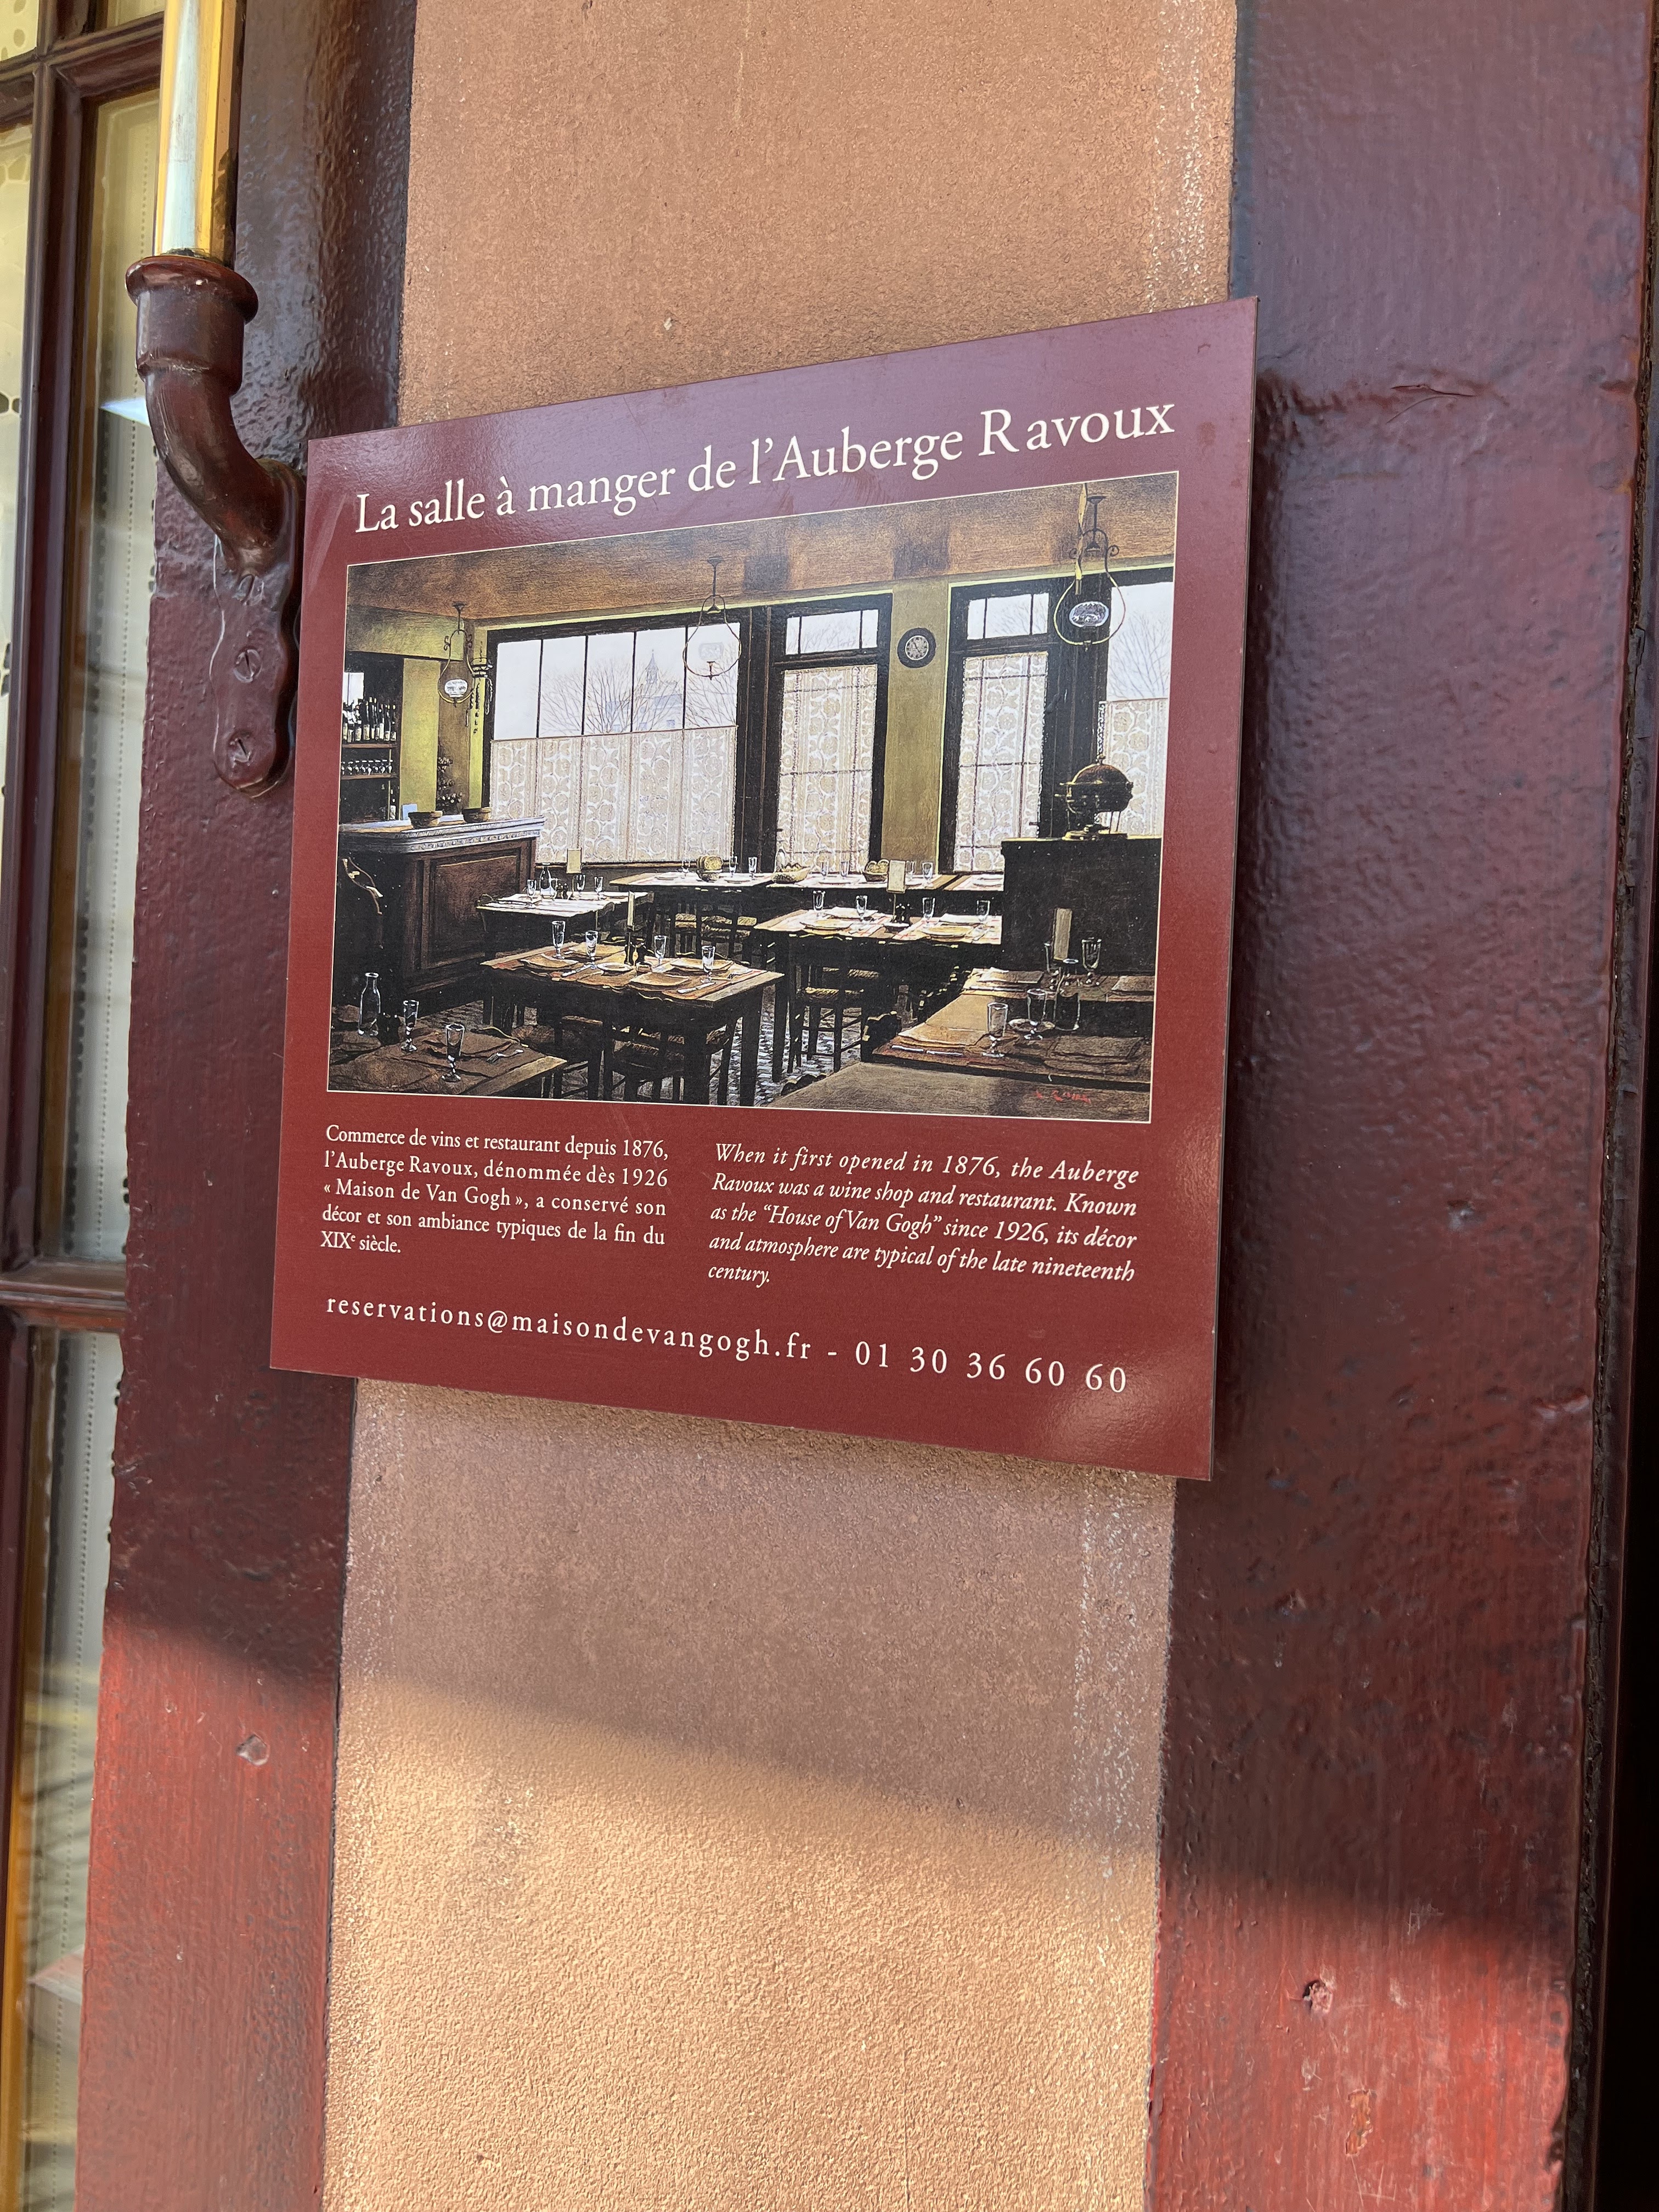 La salle à manger de l'Auberge Ravoux
Commerce de vins et restaurant depuis 1876,
l'Auberge Ravoux, dénommée dès 1926
« Maison de Van Gogh », a conservé son
décor et son ambiance typiques de la fin du
XIXe siècle.
When it first opened in 1876, the Auberge
Ravoux was a wine shop and restaurant. Known
as the “House of Van Gogh” since 1926, its décor
and atmosphere are typical of the late nineteenth
century.
reservations@maisondevangogh.fr - 01 30 36 60 60